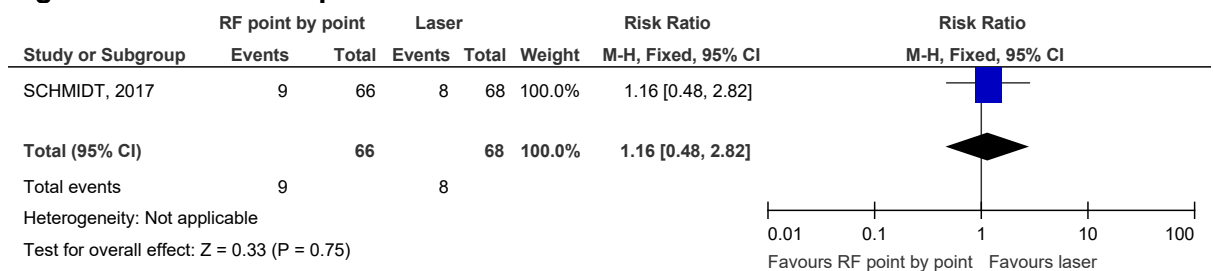 RF point by point Laser Risk Ratio Risk Ratio
Study or Subgroup Events Total Events Total Weight M-H, Fixed, 95% CI M-H, Fixed, 95% CI
SCHMIDT, 2017 9 66 8 68 100.0% 1.16 [0.48, 2.82]
Total (95% CI) 66 68 100.0% 1.16 [0.48, 2.82]
Total events 9 8
Heterogeneity: Not applicable
Test for overall effect: Z = 0.33 (P = 0.75)
0.01 0.1 1 10 100
Favours RF point by point Favours laser